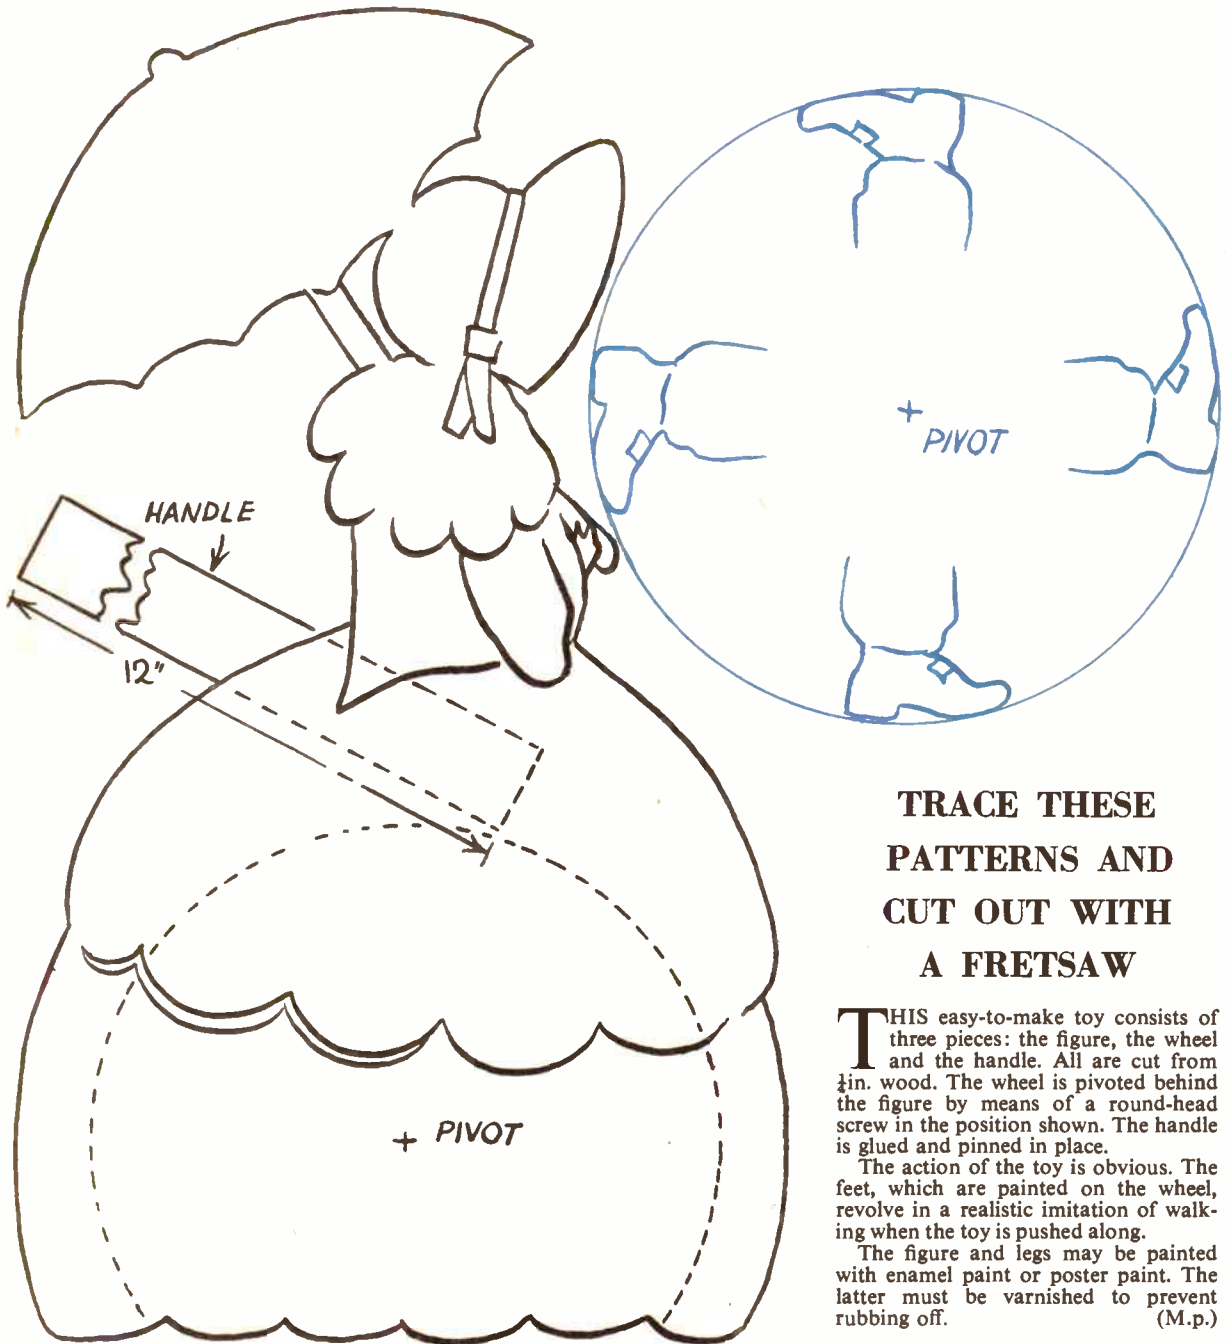 HANDLE
12"
PIVOT
PIVOT
TRACE THESE
PATTERNS AND
CUT OUT WITH
A FRETSAW
THIS easy-to-make toy consists of
three pieces: the figure, the wheel
and the handle. All are cut from
in. wood. The wheel is pivoted behind
the figure by means of a round-head
screw in the position shown. The handle
is glued and pinned in place.
The action of the toy is obvious. The
feet, which are painted on the wheel,
revolve in a realistic imitation of walk-
ing when the toy is pushed along.
The figure and legs may be painted
with enamel paint or poster paint. The
latter must be varnished to prevent
rubbing off. (M.p.)